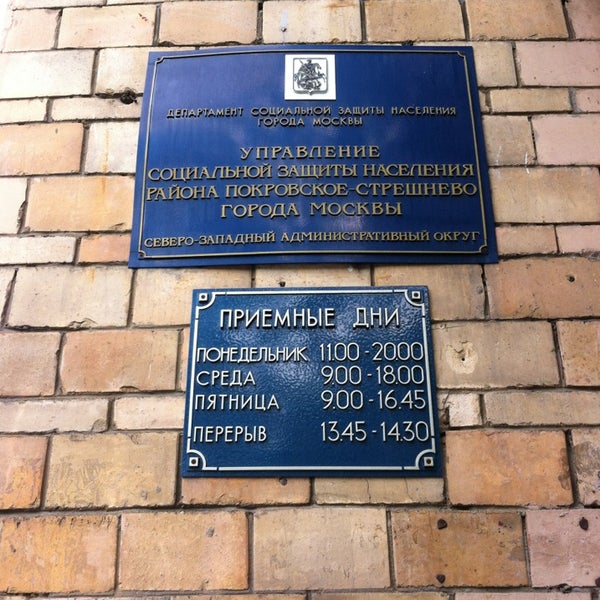 ДЕПАРТАМЕНТ СОЦИАЛЬНОЙ ЗАЩИТЫ НАСЕЛЕНИЯ
ГОРОДА МОСКВЫ
УПРАВЛЕНИЕ
СОЦИАЛЬНОЙ ЗАЩИТЫ НАСЕЛЕНИЯ
РАЙОНА ПОКРОВСКОЕ-СТРЕШНЕВО
ГОРОДА МОСКВЫ
СЕВЕРО-ЗАПАДНЫЙ АДМИНИСТРАТИВНЫЙ ОКРУГ
ПРИЕМНЫЕ ДНИ
ПОНЕДЕЛЬНИК 11.00-20.00
СРЕДА 9.00-18.00
ПЯТНИЦА 9.00-16.45
ПЕРЕРЫВ 13.45-14.30